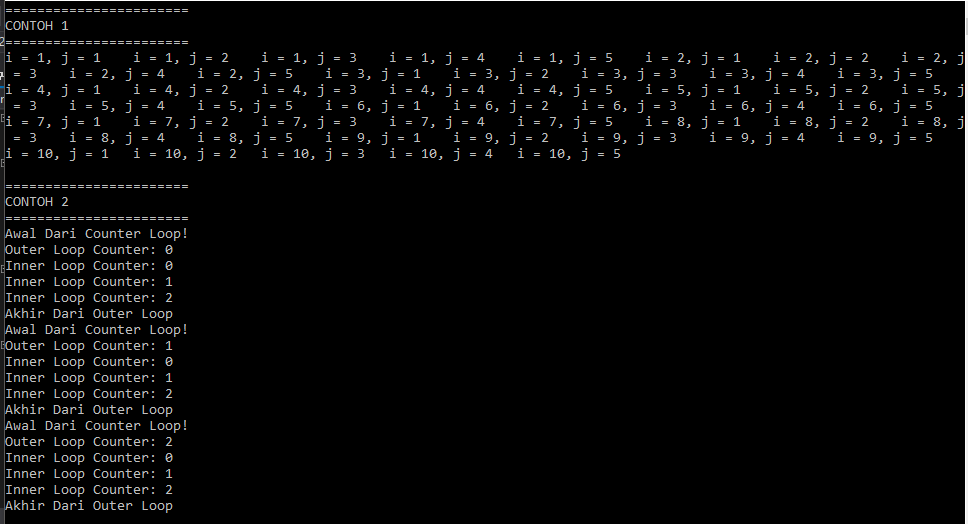 =======================
CONTOH 1
=======================
i = 1, j = 1    i = 1, j = 2    i = 1, j = 3    i = 1, j = 4    i = 1, j = 5    i = 2, j = 1    i = 2, j = 2    i = 2, j
 = 3    i = 2, j = 4    i = 2, j = 5    i = 3, j = 1    i = 3, j = 2    i = 3, j = 3    i = 3, j = 4    i = 3, j = 5
i = 4, j = 1    i = 4, j = 2    i = 4, j = 3    i = 4, j = 4    i = 4, j = 5    i = 5, j = 1    i = 5, j = 2    i = 5, j
 = 3    i = 5, j = 4    i = 5, j = 5    i = 6, j = 1    i = 6, j = 2    i = 6, j = 3    i = 6, j = 4    i = 6, j = 5
i = 7, j = 1    i = 7, j = 2    i = 7, j = 3    i = 7, j = 4    i = 7, j = 5    i = 8, j = 1    i = 8, j = 2    i = 8, j
 = 3    i = 8, j = 4    i = 8, j = 5    i = 9, j = 1    i = 9, j = 2    i = 9, j = 3    i = 9, j = 4    i = 9, j = 5
i = 10, j = 1   i = 10, j = 2   i = 10, j = 3   i = 10, j = 4   i = 10, j = 5
=======================
CONTOH 2
=======================
Awal Dari Counter Loop!
Outer Loop Counter: 0
Inner Loop Counter: 0
Inner Loop Counter: 1
Inner Loop Counter: 2
Akhir Dari Outer Loop
Awal Dari Counter Loop!
Outer Loop Counter: 1
Inner Loop Counter: 0
Inner Loop Counter: 1
Inner Loop Counter: 2
Akhir Dari Outer Loop
Awal Dari Counter Loop!
Outer Loop Counter: 2
Inner Loop Counter: 0
Inner Loop Counter: 1
Inner Loop Counter: 2
Akhir Dari Outer Loop